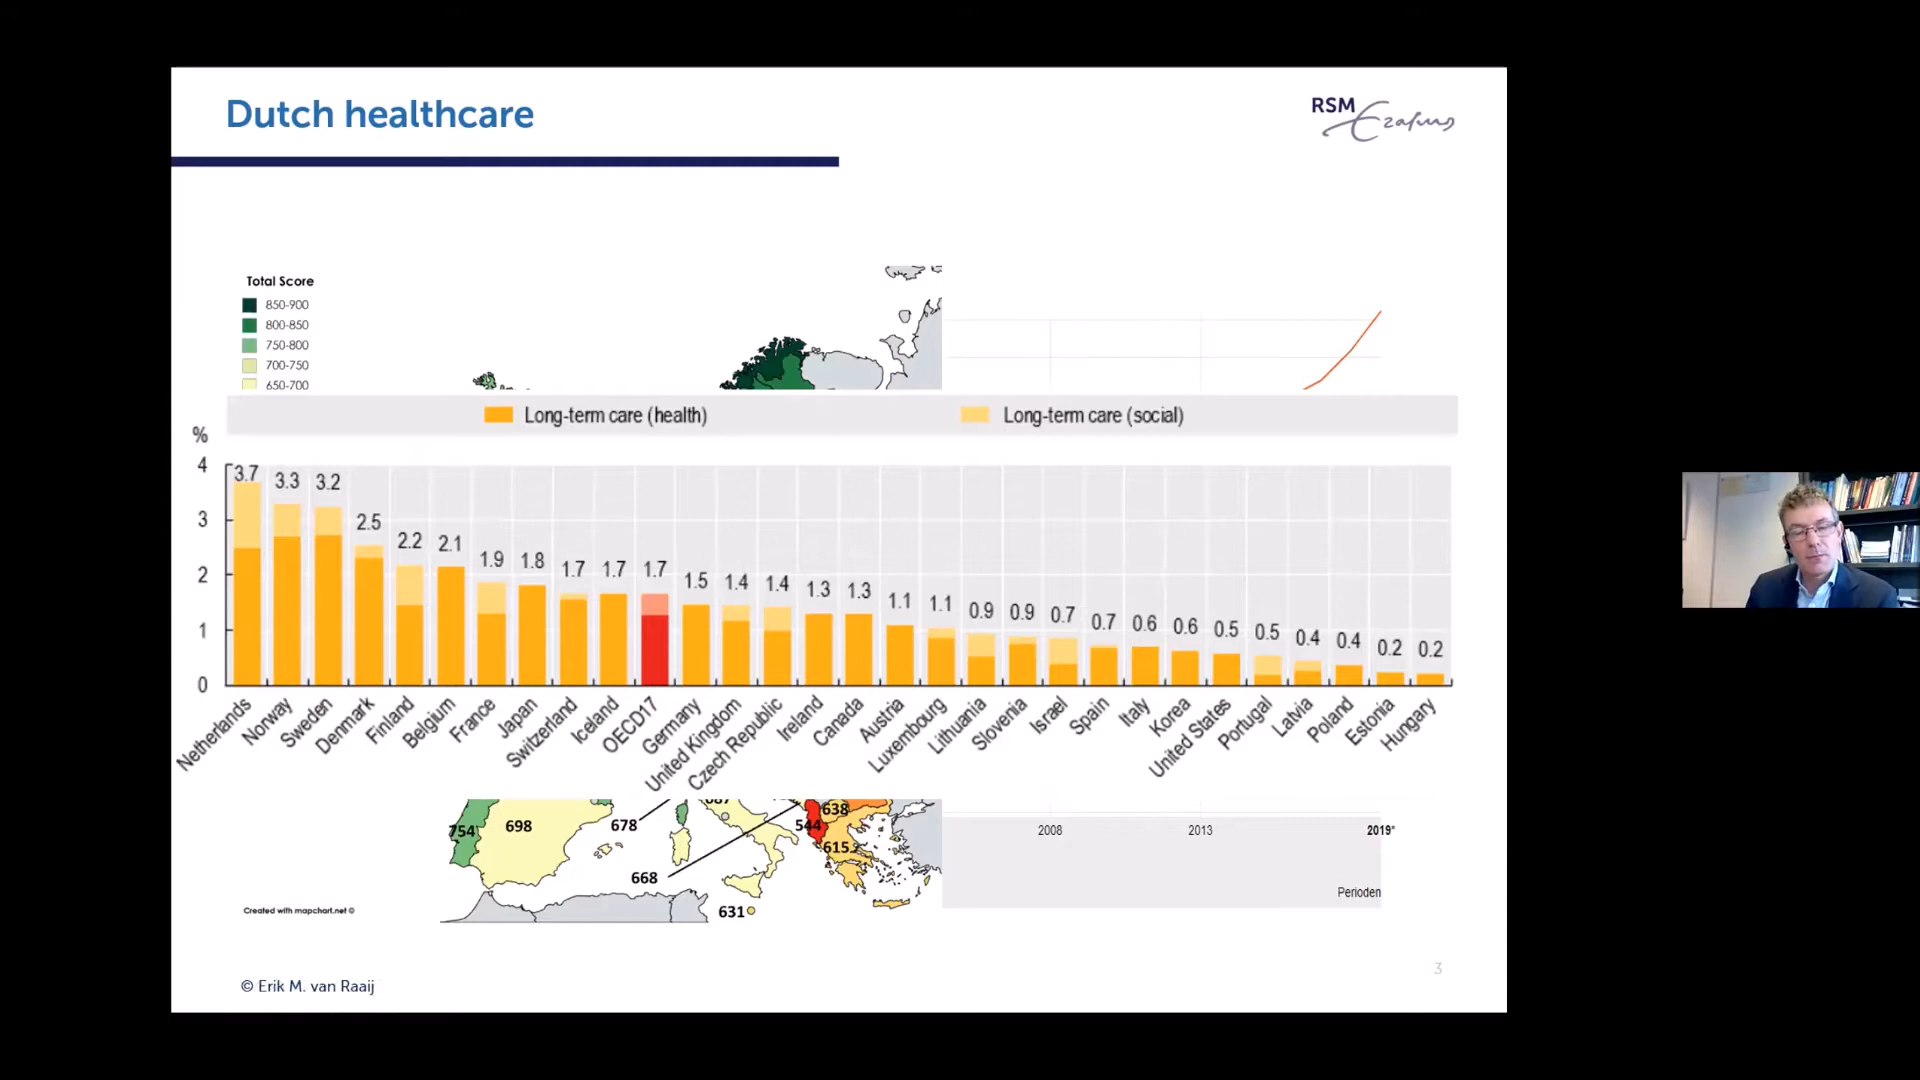 Dutch healthcare
RSM
Erasmus
Total Score
850-900
800-850
750-800
700-750
650-700
Long-term care (health)
Long-term care (social)
%
4
3
2
1
0
3.7
3.3
3.2
2.5
2.2
2.1
1.9
1.8
1.7
1.7
1.7
1.5
1.4
1.4
1.3
1.3
1.1
1.1
0.9
0.9
0.7
0.7
0.6
0.6
0.5
0.5
0.4
0.4
0.2
0.2
Netherlands
Norway
Sweden
Denmark
Finland
Belgium
France
Japan
Switzerland
Iceland
OECD17
Germany
United Kingdom
Czech Republic
Ireland
Canada
Austria
Luxembourg
Lithuania
Slovenia
Israel
Spain
Italy
Korea
United States
Portugal
Latvia
Poland
Estonia
Hungary
754
698
678
638
544
615
668
631
2008
2013
2019*
Perioden
Created with mapchart.net ©
© Erik M. van Raaij
3